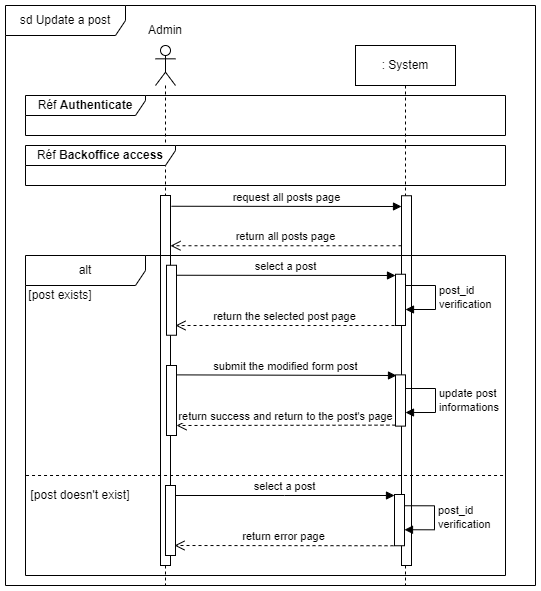 sd Update a post
Admin
: System
Réf Authenticate
Réf Backoffice access
request all posts page
return all posts page
alt
select a post
[post exists]
post_id
verification
return the selected post page
submit the modified form post
update post
informations
return success and return to the post's page
select a post
[post doesn't exist]
post_id
verification
return error page